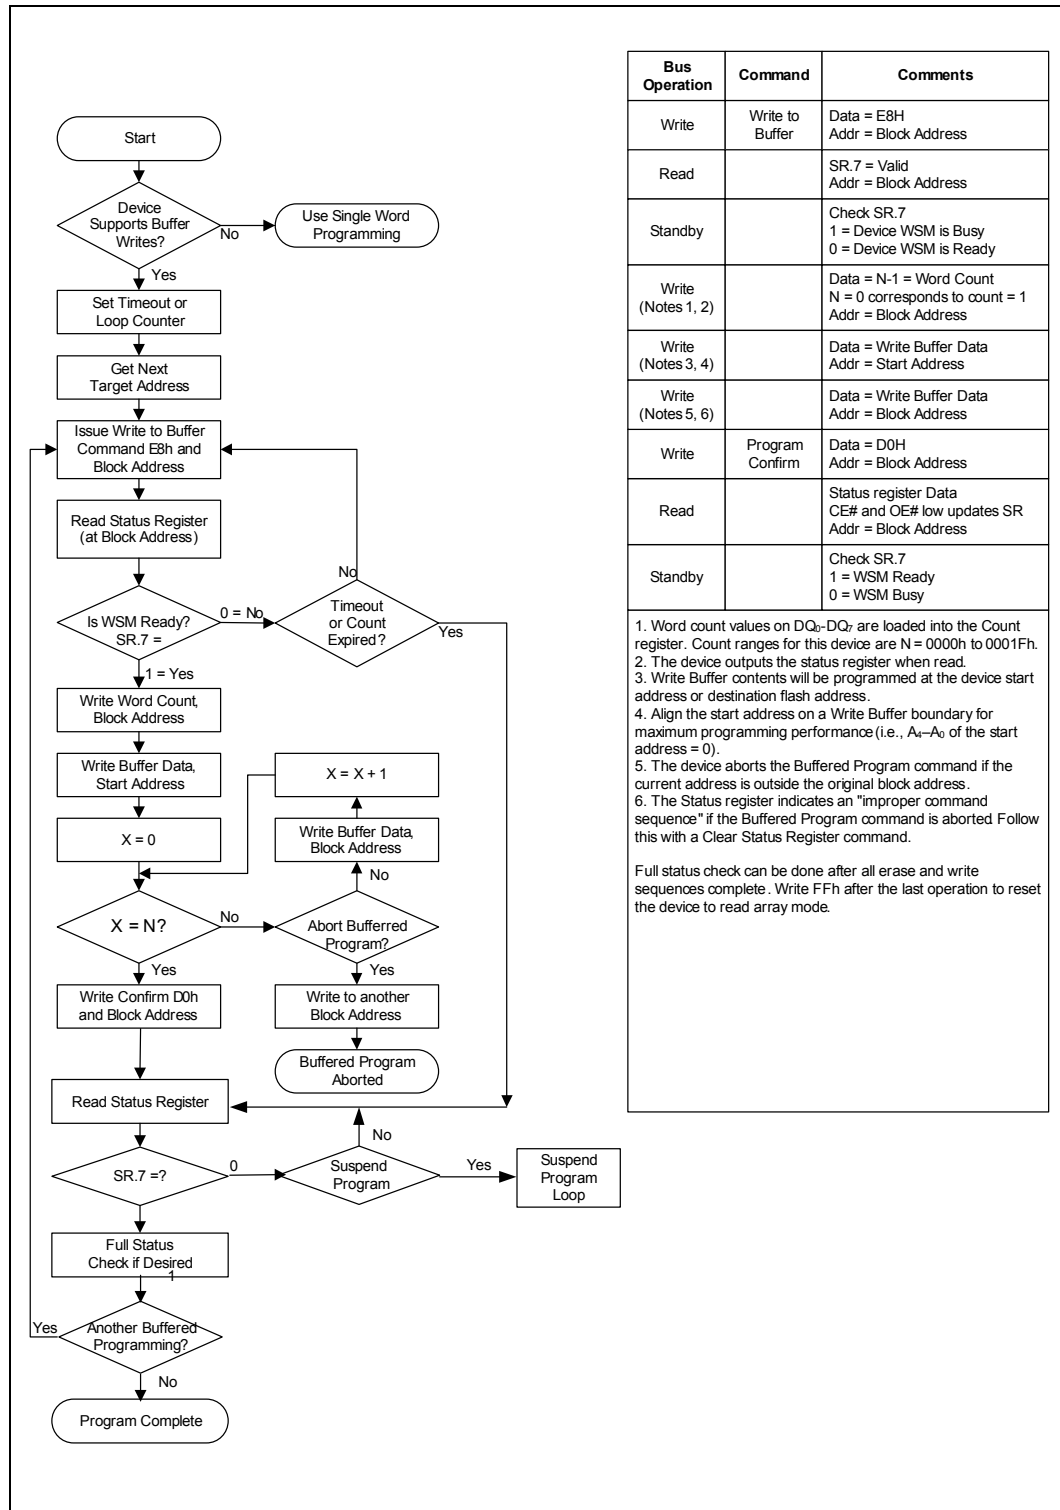 Start
Device
Supports Buffer
Writes?
No
Use Single Word
Programming
Yes
Set Timeout or
Loop Counter
Get Next
Target Address
Issue Write to Buffer
Command E8h and
Block Address
Read Status Register
(at Block Address)
No
Is WSM Ready?
SR.7 =
0 = No
Timeout
or Count
Expired?
Yes
1 = Yes
Write Word Count,
Block Address
Write Buffer Data,
Start Address
X = X + 1
X = 0
Write Buffer Data,
Block Address
No
X = N?
No
Abort Bufferred
Program?
Yes
Yes
Write Confirm D0h
and Block Address
Write to another
Block Address
Buffered Program
Aborted
Read Status Register
No
SR.7 =?
0
Suspend
Program
Yes
Suspend
Program
Loop
Full Status
Check if Desired
1
Yes
Another Buffered
Programming?
No
Program Complete
Bus
Operation
Command
Comments
Write
Write to
Buffer
Data = E8H
Addr = Block Address
Read
SR.7 = Valid
Addr = Block Address
Standby
Check SR.7
1 = Device WSM is Busy
0 = Device WSM is Ready
Write
(Notes 1, 2)
Data = N-1 = Word Count
N = 0 corresponds to count = 1
Addr = Block Address
Write
(Notes 3, 4)
Data = Write Buffer Data
Addr = Start Address
Write
(Notes 5, 6)
Data = Write Buffer Data
Addr = Block Address
Write
Program
Confirm
Data = D0H
Addr = Block Address
Read
Status register Data
CE# and OE# low updates SR
Addr = Block Address
Standby
Check SR.7
1 = WSM Ready
0 = WSM Busy
1. Word count values on DQ₀-DQ₇ are loaded into the Count
register. Count ranges for this device are N = 0000h to 0001Fh.
2. The device outputs the status register when read.
3. Write Buffer contents will be programmed at the device start
address or destination flash address.
4. Align the start address on a Write Buffer boundary for
maximum programming performance (i.e., A₄–A₀ of the start
address = 0).
5. The device aborts the Buffered Program command if the
current address is outside the original block address.
6. The Status register indicates an "improper command
sequence" if the Buffered Program command is aborted. Follow
this with a Clear Status Register command.
Full status check can be done after all erase and write
sequences complete. Write FFh after the last operation to reset
the device to read array mode.